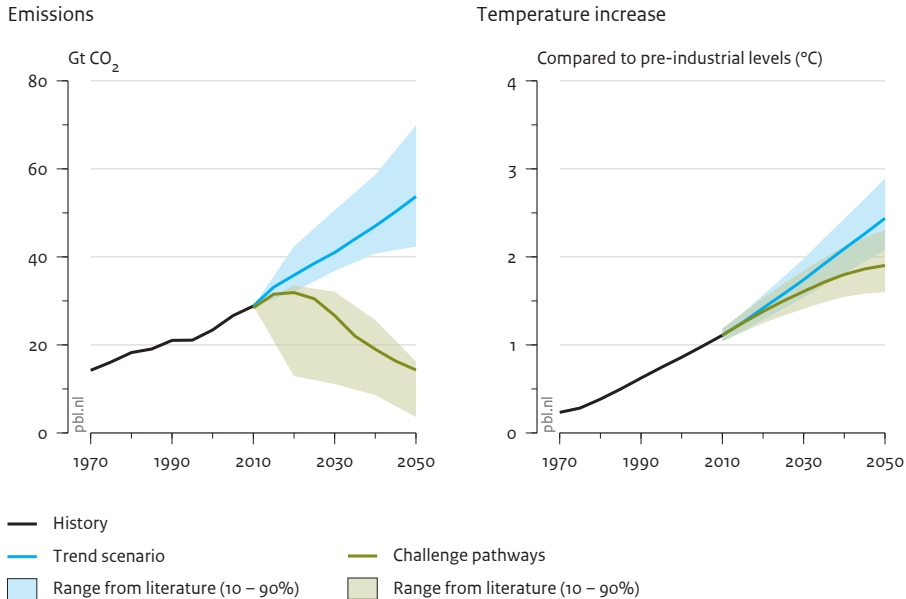 Emissions
Temperature increase
Gt CO2
Compared to pre-industrial levels (°C)
80
60
40
20
0
pbl.nl
1970
1990
2010
2030
2050
4
3
2
1
0
pbl.nl
1970
1990
2010
2030
2050
History
Trend scenario
Challenge pathways
Range from literature (10 – 90%)
Range from literature (10 – 90%)